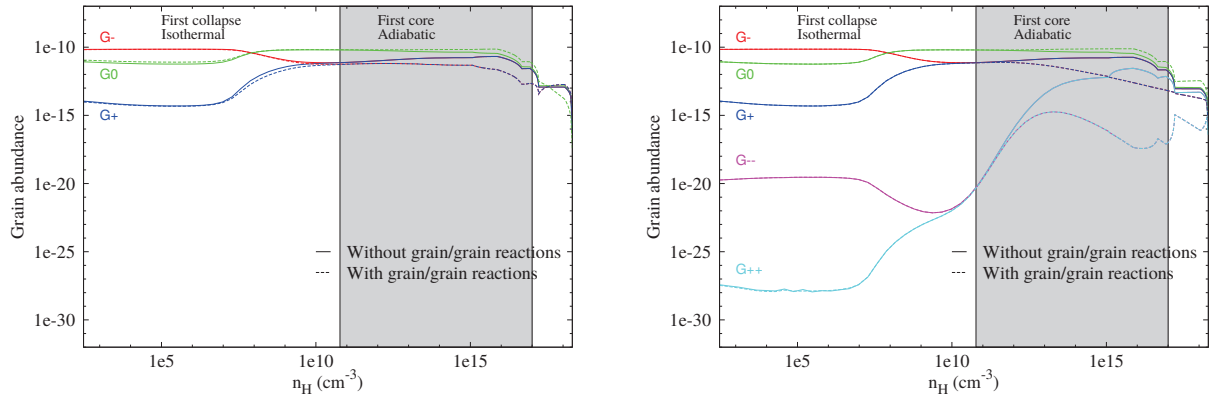 First collapse
Isothermal
First core
Adiabatic
1e-10
1e-15
1e-20
1e-25
1e-30
Grain abundance
G-
G0
G+
Without grain/grain reactions
With grain/grain reactions
1e5
1e10
1e15
n_H (cm⁻³)
First collapse
Isothermal
First core
Adiabatic
1e-10
1e-15
1e-20
1e-25
1e-30
Grain abundance
G-
G0
G+
G--
G++
Without grain/grain reactions
With grain/grain reactions
1e5
1e10
1e15
n_H (cm⁻³)